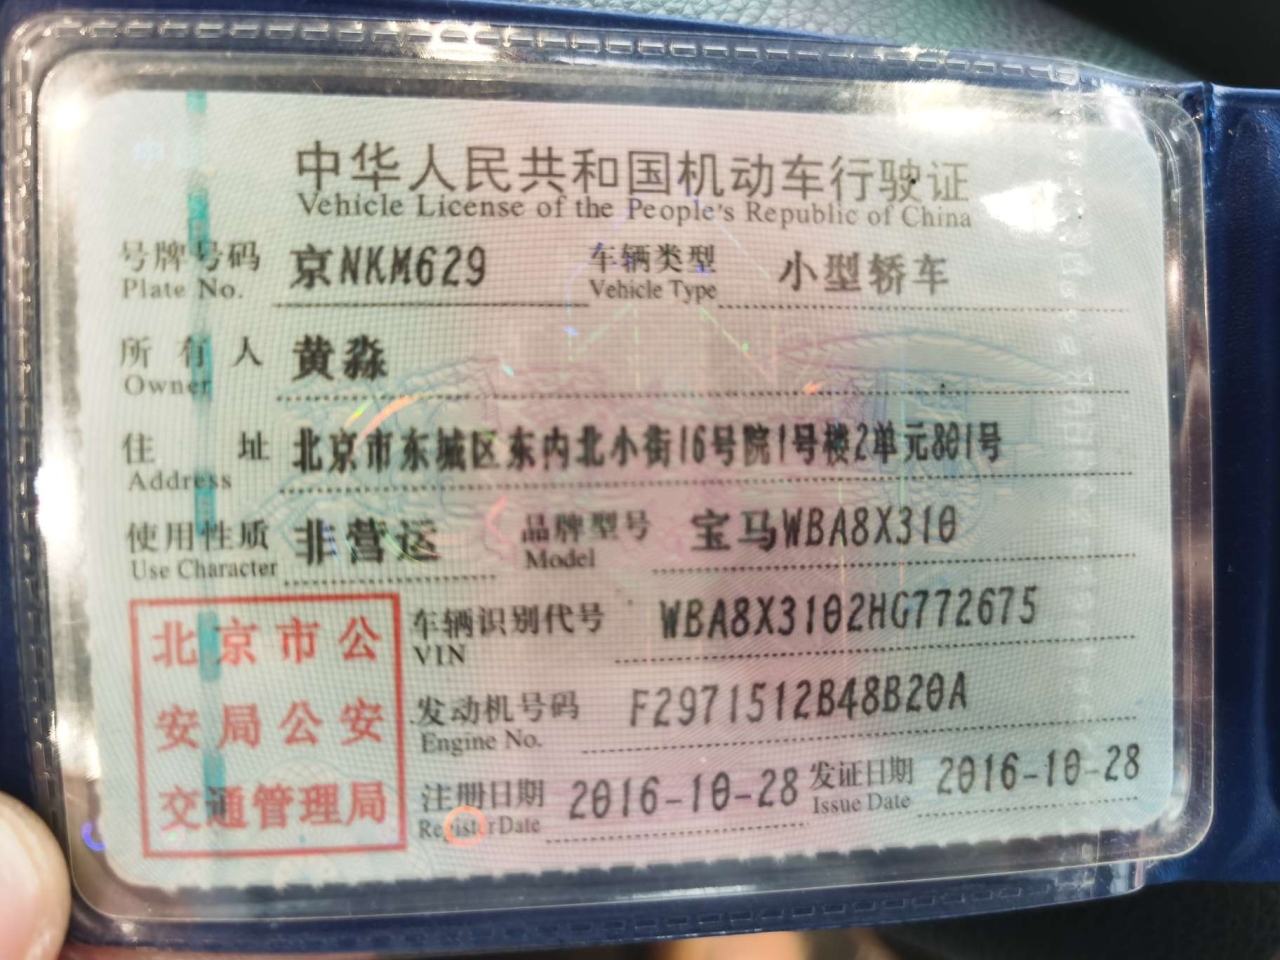 中华人民共和国机动车行驶证
Vehicle License of the People's Republic of China
号牌号码 京NKM629 车辆类型 小型轿车
Plate No. Vehicle Type
所有人 黄淼
Owner
住址 北京市东城区东内北小街16号院1号楼2单元801号
Address
使用性质 非营运 品牌型号 宝马WBA8X310
Use Character Model
车辆识别代号 WBA8X3102HG772675
VIN
发动机号码 F2971512B48B20A
Engine No.
注册日期 2016-10-28 发证日期 2016-10-28
Register Date Issue Date
北京市公
安局公安
交通管理局